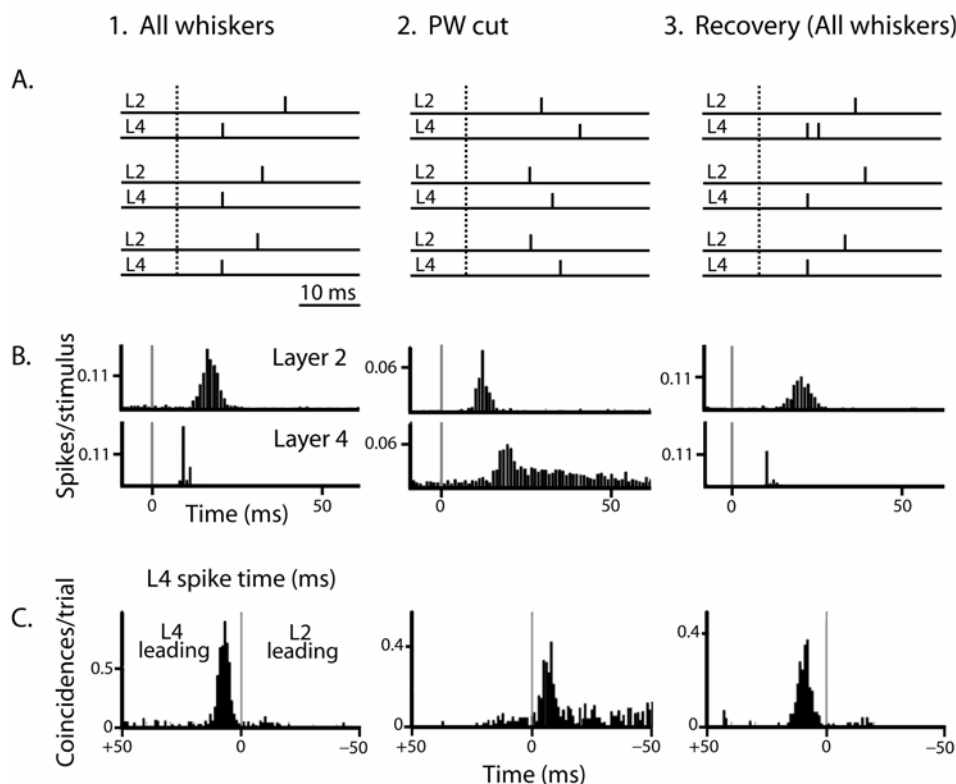 1. All whiskers
2. PW cut
3. Recovery (All whiskers)
A.
L2
L4
L2
L4
L2
L4
10 ms
L2
L4
L2
L4
L2
L4
L2
L4
L2
L4
L2
L4
B.
Spikes/stimulus
0.11
Layer 2
0.06
0.11
0.11
Layer 4
0.06
0.11
0
50
Time (ms)
0
50
0
50
C.
Coincidences/trial
L4 spike time (ms)
L4 leading
L2 leading
0.5
0
+50
0
−50
0.4
0
+50
0
−50
0.4
0
+50
0
−50
Time (ms)